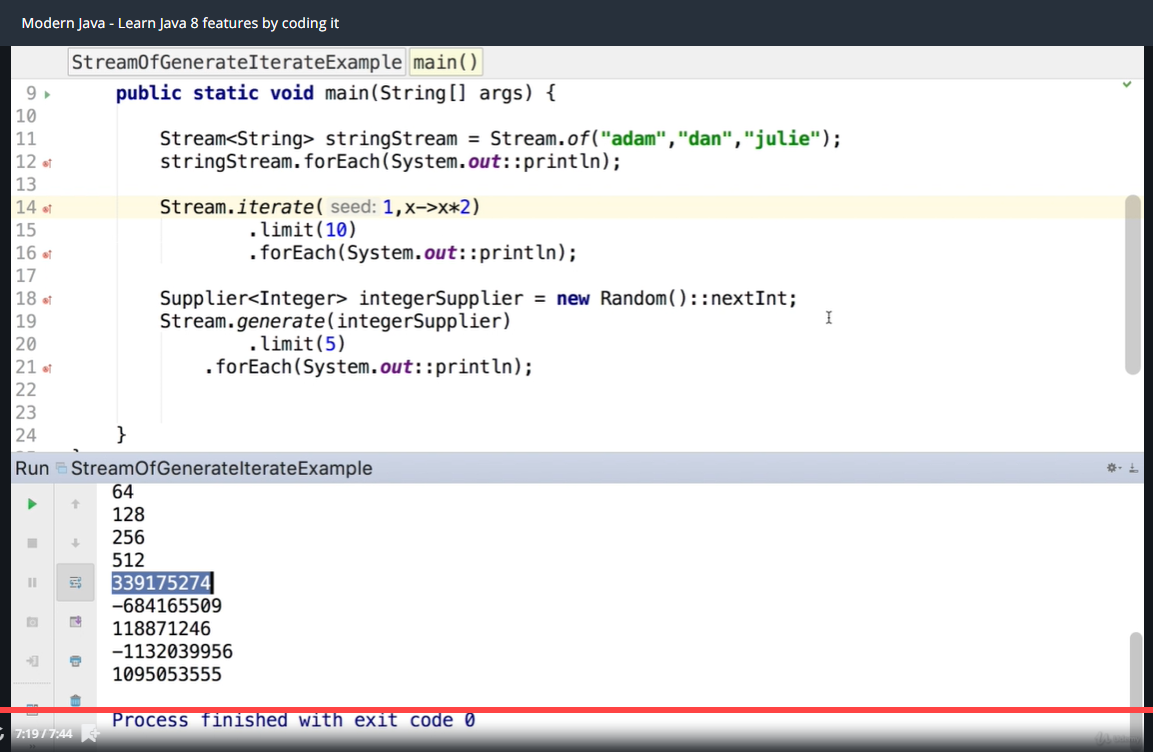 Modern Java - Learn Java 8 features by coding it
StreamOfGenerateIterateExample main()
9 public static void main(String[] args) {
10
11 Stream<String> stringStream = Stream.of("adam","dan","julie");
12 stringStream.forEach(System.out::println);
13
14 Stream.iterate( seed: 1,x->x*2)
15 .limit(10)
16 .forEach(System.out::println);
17
18 Supplier<Integer> integerSupplier = new Random()::nextInt;
19 Stream.generate(integerSupplier)
20 .limit(5)
21 .forEach(System.out::println);
22
23
24 }
Run StreamOfGenerateIterateExample
64
128
256
512
339175274
-684165509
118871246
-1132039956
1095053555
Process finished with exit code 0
7:19 / 7:44